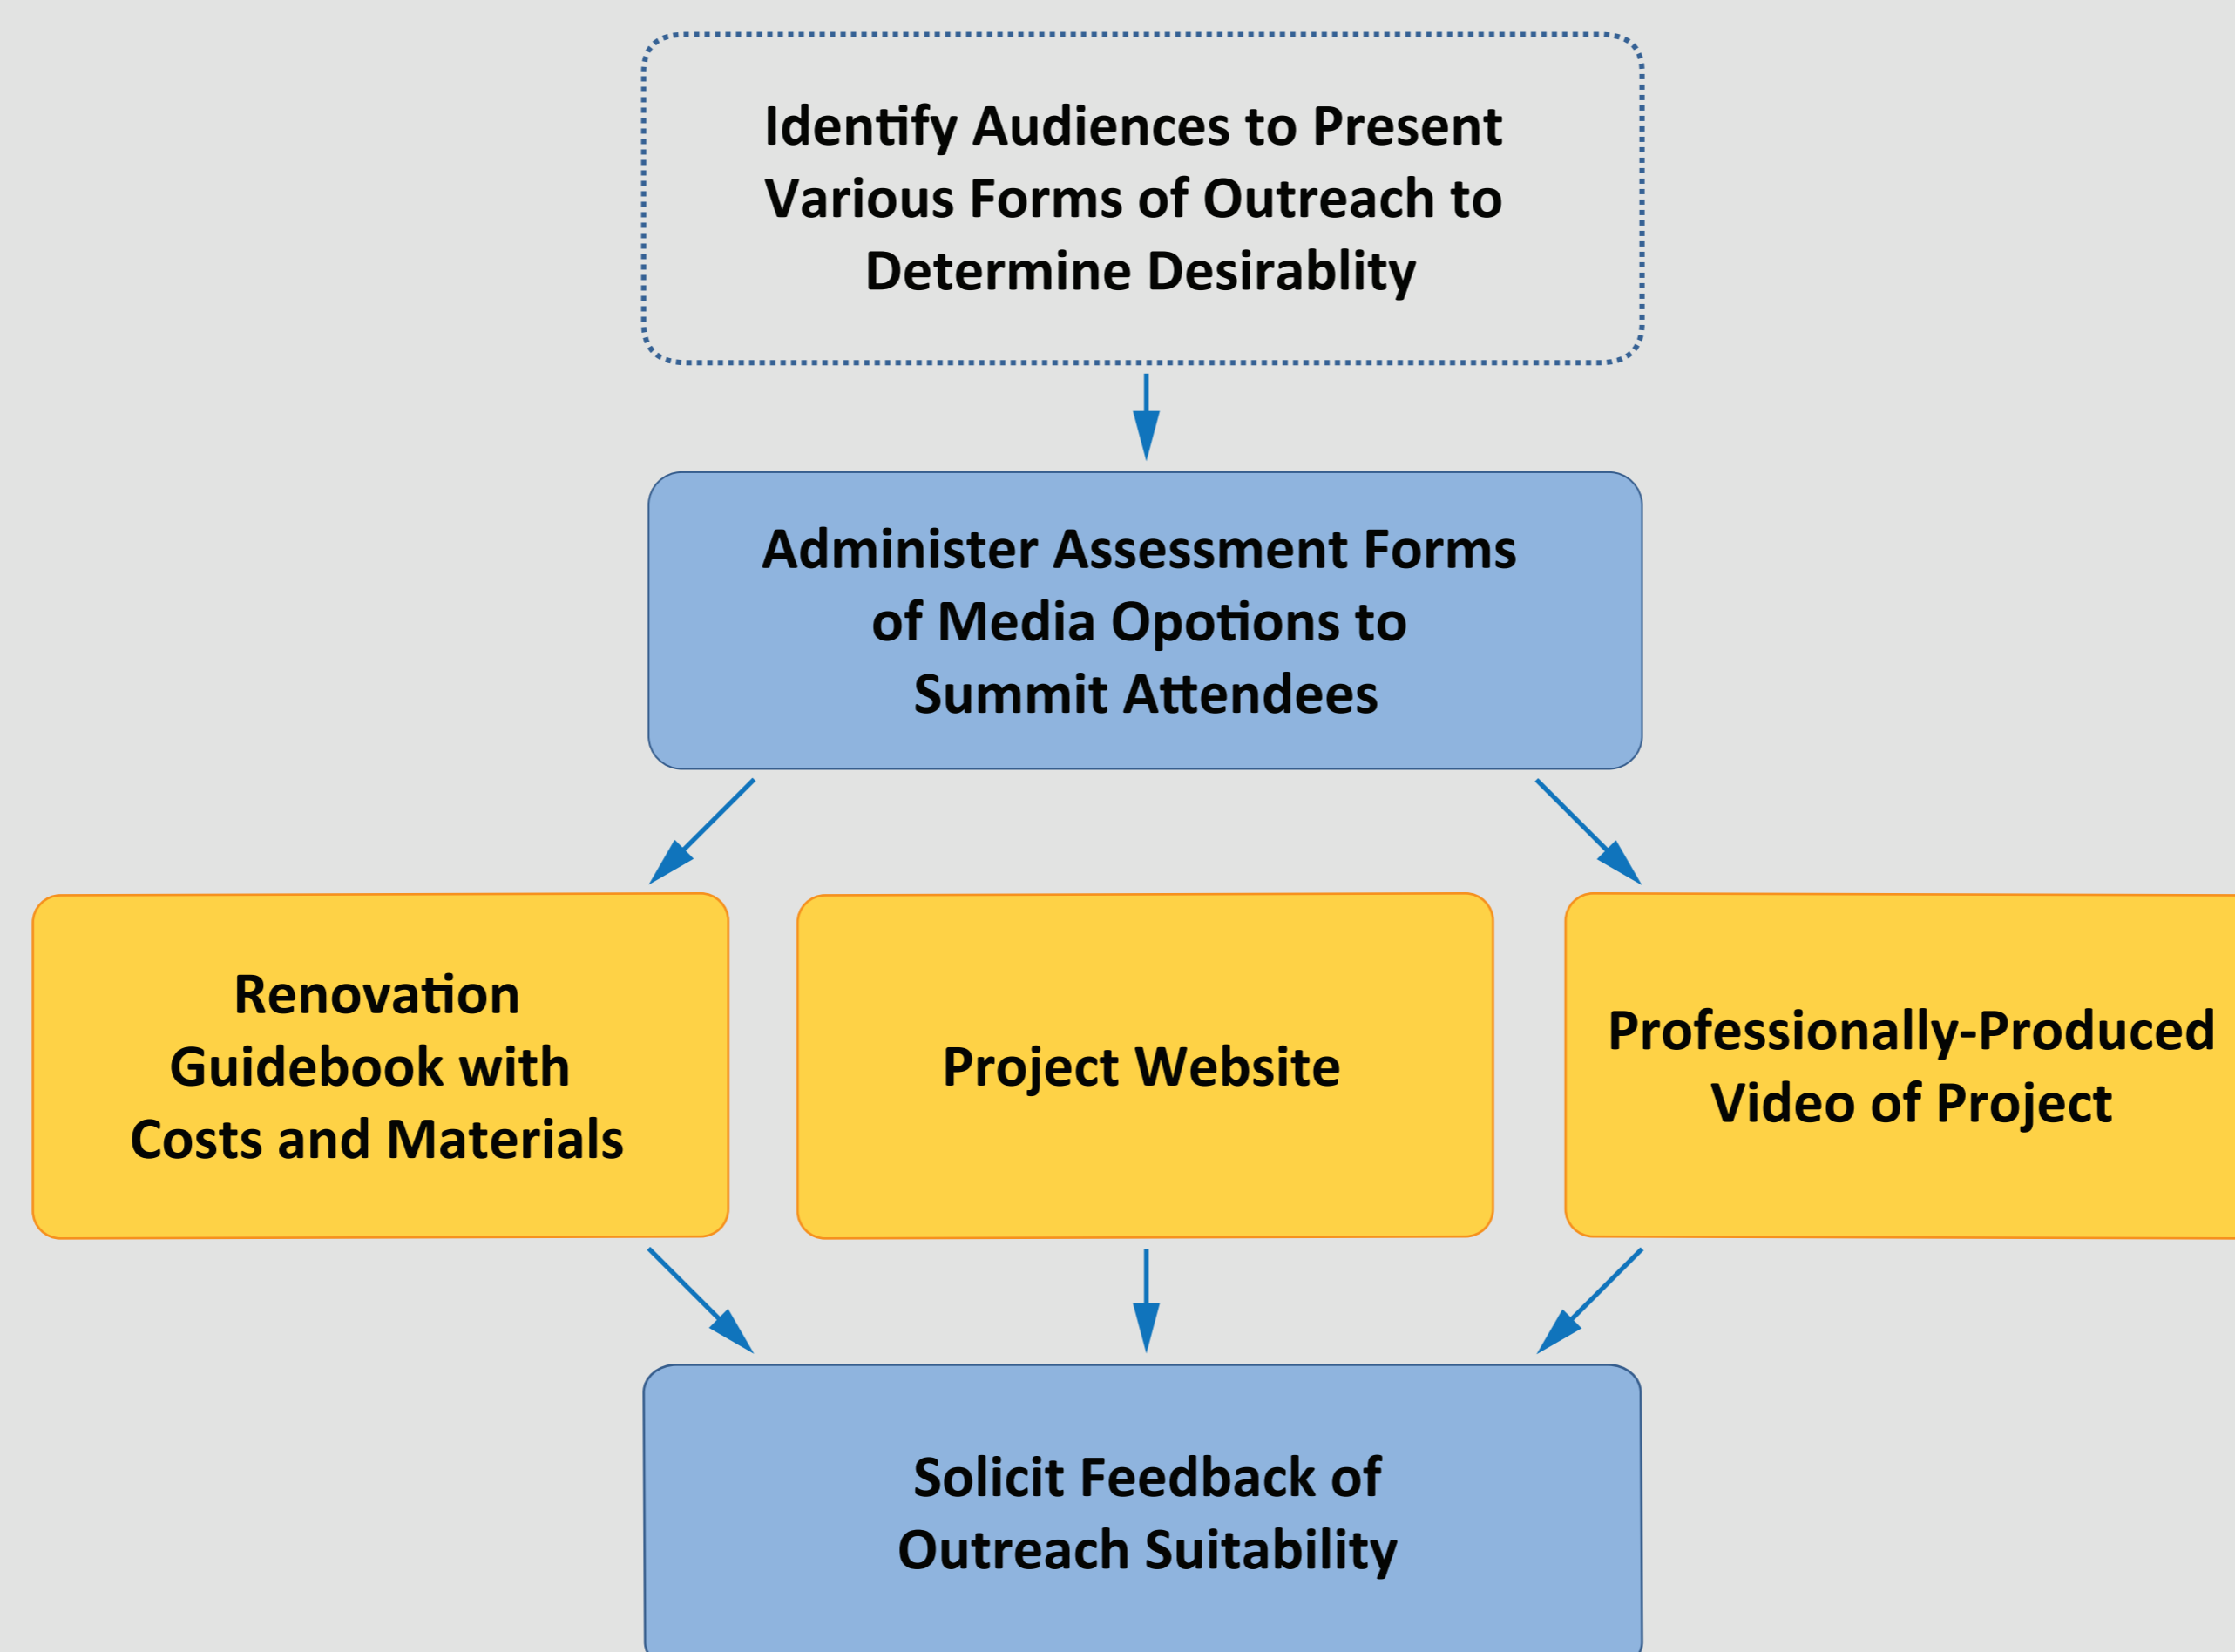 Identify Audiences to Present
Various Forms of Outreach to
Determine Desirablity
Administer Assessment Forms
of Media Opotions to
Summit Attendees
Renovation
Guidebook with
Costs and Materials
Project Website
Professionally-Produced
Video of Project
Solicit Feedback of
Outreach Suitability